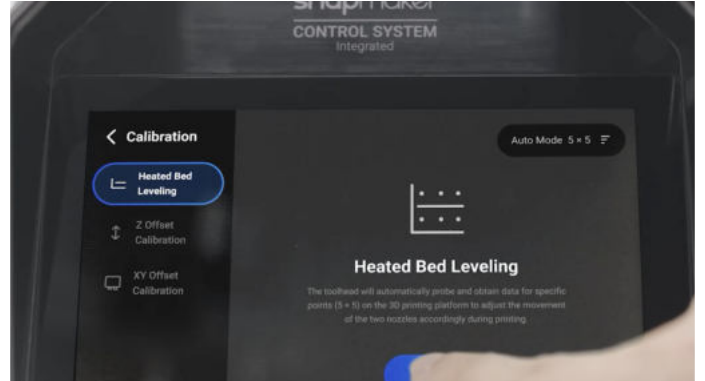 snapmaker
CONTROL SYSTEM
Integrated
Calibration
Auto Mode 5 × 5
Heated Bed
Leveling
Z Offset
Calibration
XY Offset
Calibration
Heated Bed Leveling
The toolhead will automatically probe and obtain data for specific
points (5 × 5) on the 3D printing platform to adjust the movement
of the two nozzles accordingly during printing.